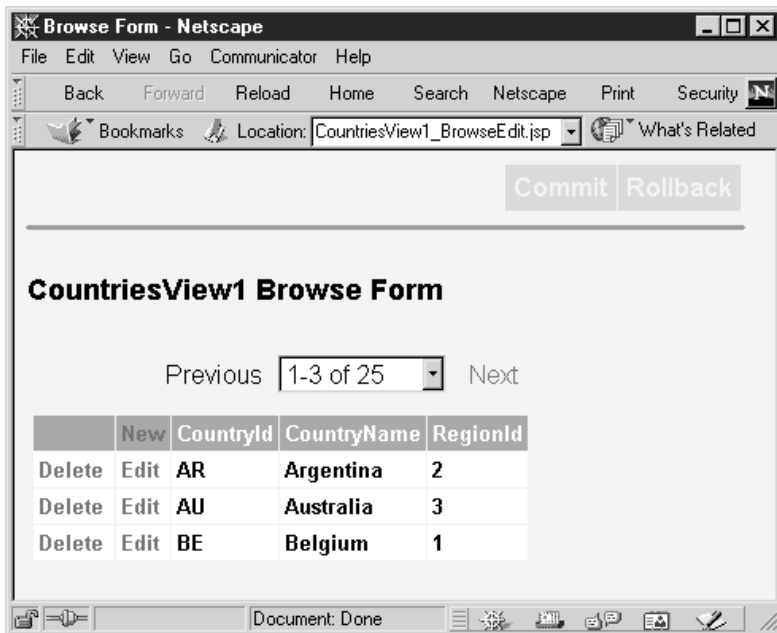 Browse Form - Netscape
File Edit View Go Communicator Help
Back Forward Reload Home Search Netscape Print Security N
Bookmarks Location: CountriesView1_BrowseEdit.jsp What's Related
Commit Rollback
CountriesView1 Browse Form
Previous 1-3 of 25 Next
New CountryId CountryName RegionId
Delete Edit AR Argentina 2
Delete Edit AU Australia 3
Delete Edit BE Belgium 1
Document: Done